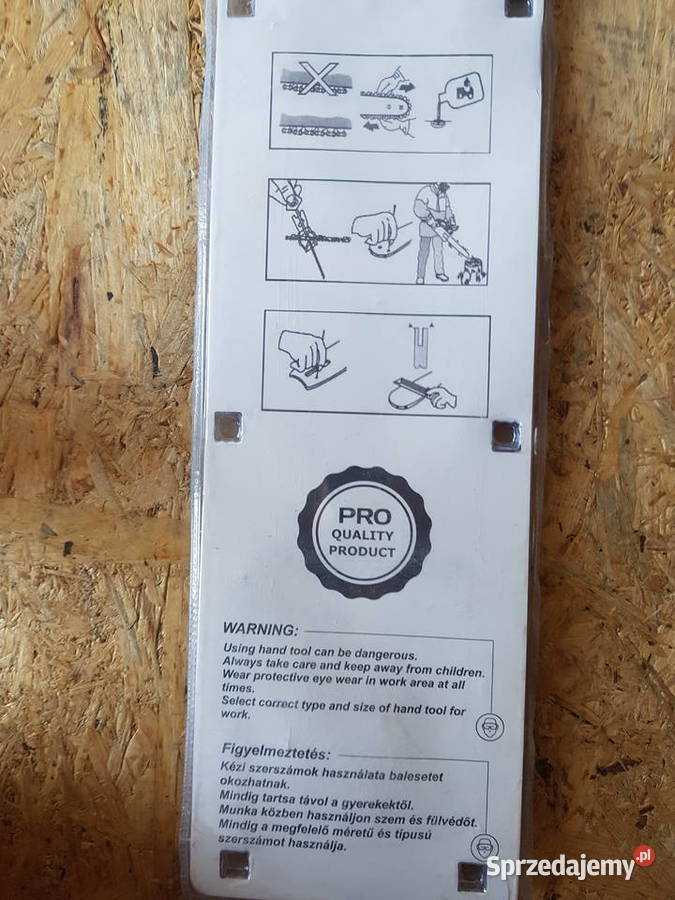 PRO
QUALITY
PRODUCT
WARNING:
Using hand tool can be dangerous.
Always take care and keep away from children.
Wear protective eye wear in work area at all
times.
Select correct type and size of hand tool for
work.
Figyelmeztetés:
Kézi szerszámok használata balesetet
okozhatnak.
Mindig tartsa távol a gyerekektől.
Munka közben használjon szem és fülvédőt.
Mindig a megfelelő méretű és típusú
szerszámot használja.
Sprzedajemy.pl